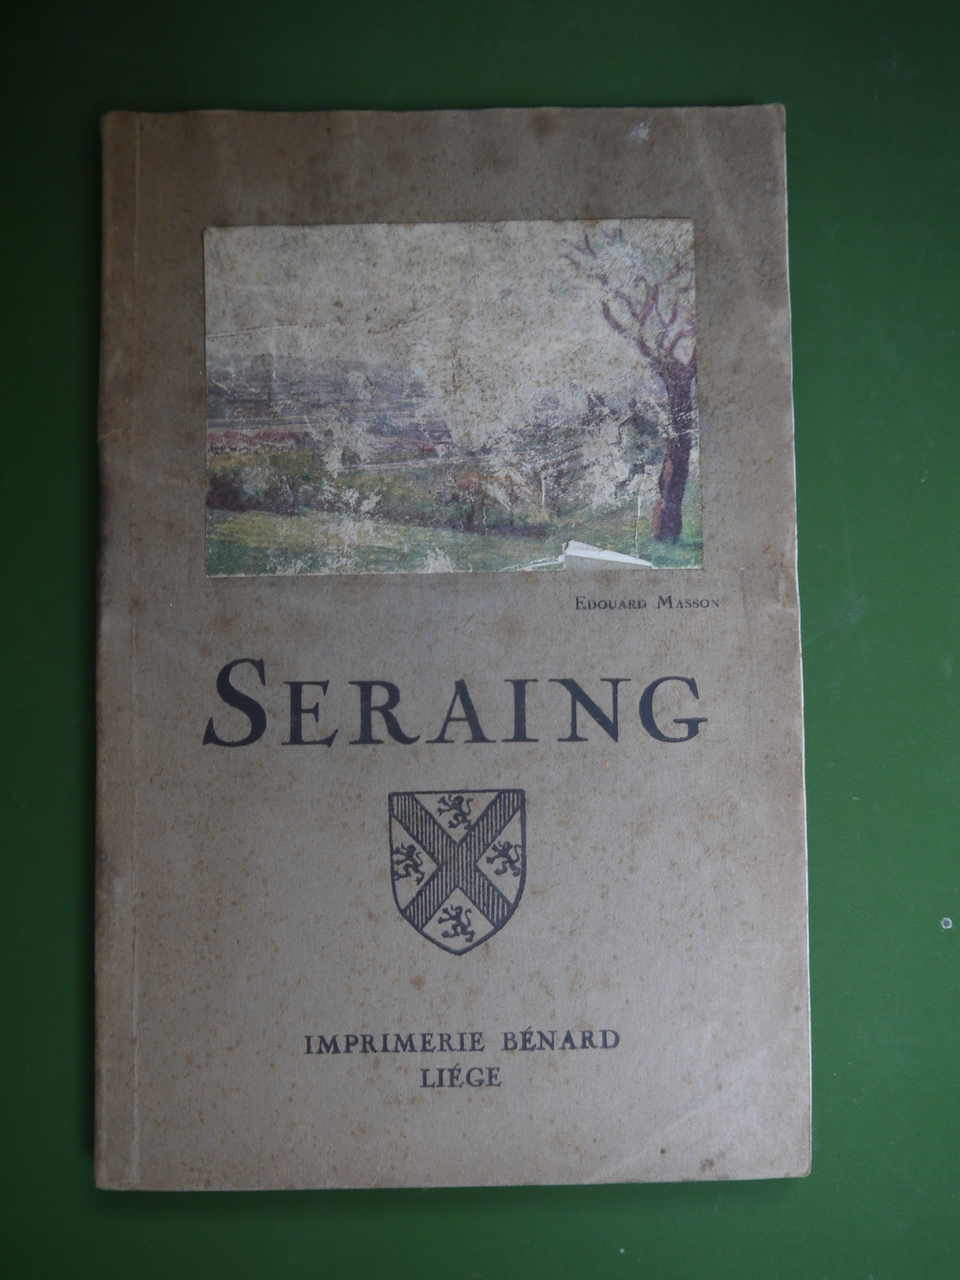 Edouard Masson
SERAING
IMPRIMERIE BÉNARD
LIÉGE